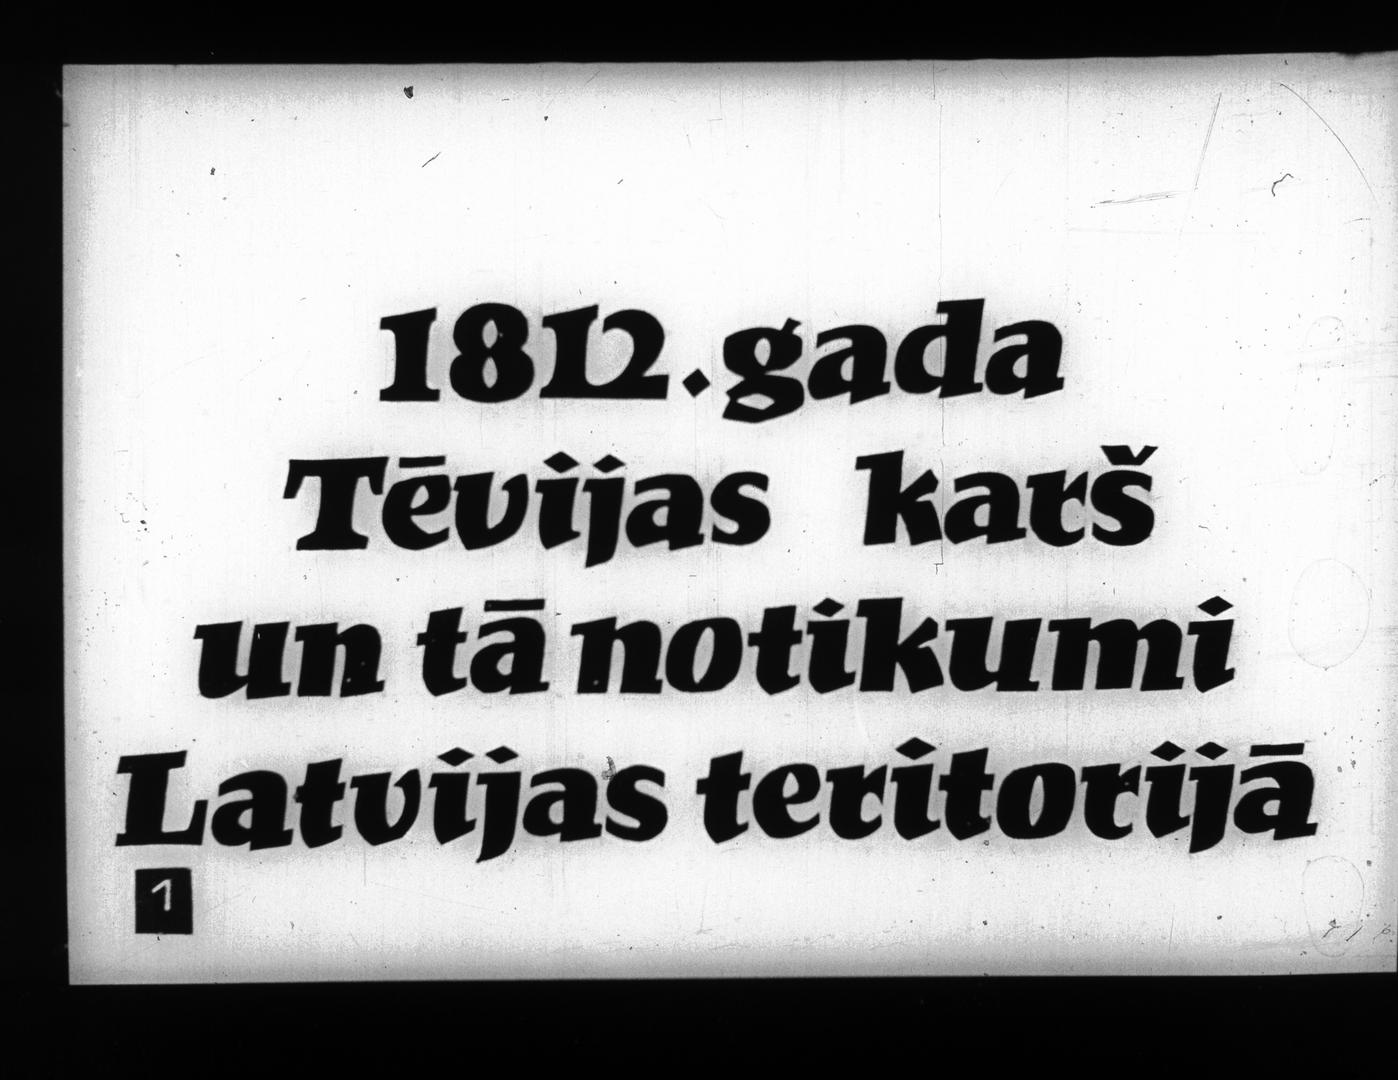 1812. gada
Tēvijas karš
un tā notikumi
Latvijas teritorijā
1